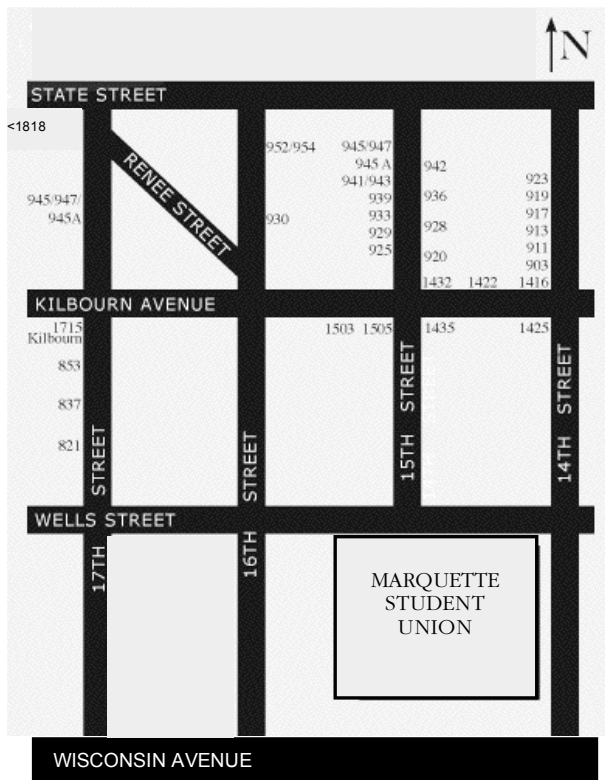 N
STATE STREET
<1818
RENEE STREET
952/954 945/947
945 A
941/943
939
930 933
929
925
942
936
928
920
923
919
917
913
911
903
945/947/
945A
1432 1422 1416
KILBOURN AVENUE
1715
Kilbourn
853
837
821
1503 1505
1435 1425
17TH STREET
16TH STREET
15TH STREET
14TH STREET
WELLS STREET
MARQUETTE
STUDENT
UNION
WISCONSIN AVENUE